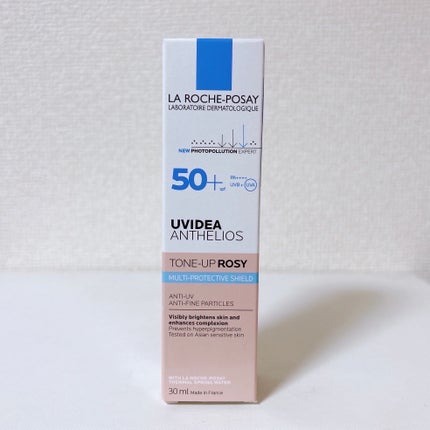 LA ROCHE-POSAY
LABORATOIRE DERMATOLOGIQUE
NEW PHOTOPOLLUTION EXPERT
50+ SPF PA++++
UVB+ UVA
UVIDEA
ANTHELIOS
TONE-UP ROSY
MULTI-PROTECTIVE SHIELD
ANTI-UV
ANTI-FINE PARTICLES
Visibly brightens skin and
enhances complexion
Prevents hyperpigmentation
Tested on Asian sensitive skin
WITH LA ROCHE-POSAY
THERMAL SPRING WATER
30 ml Made in France